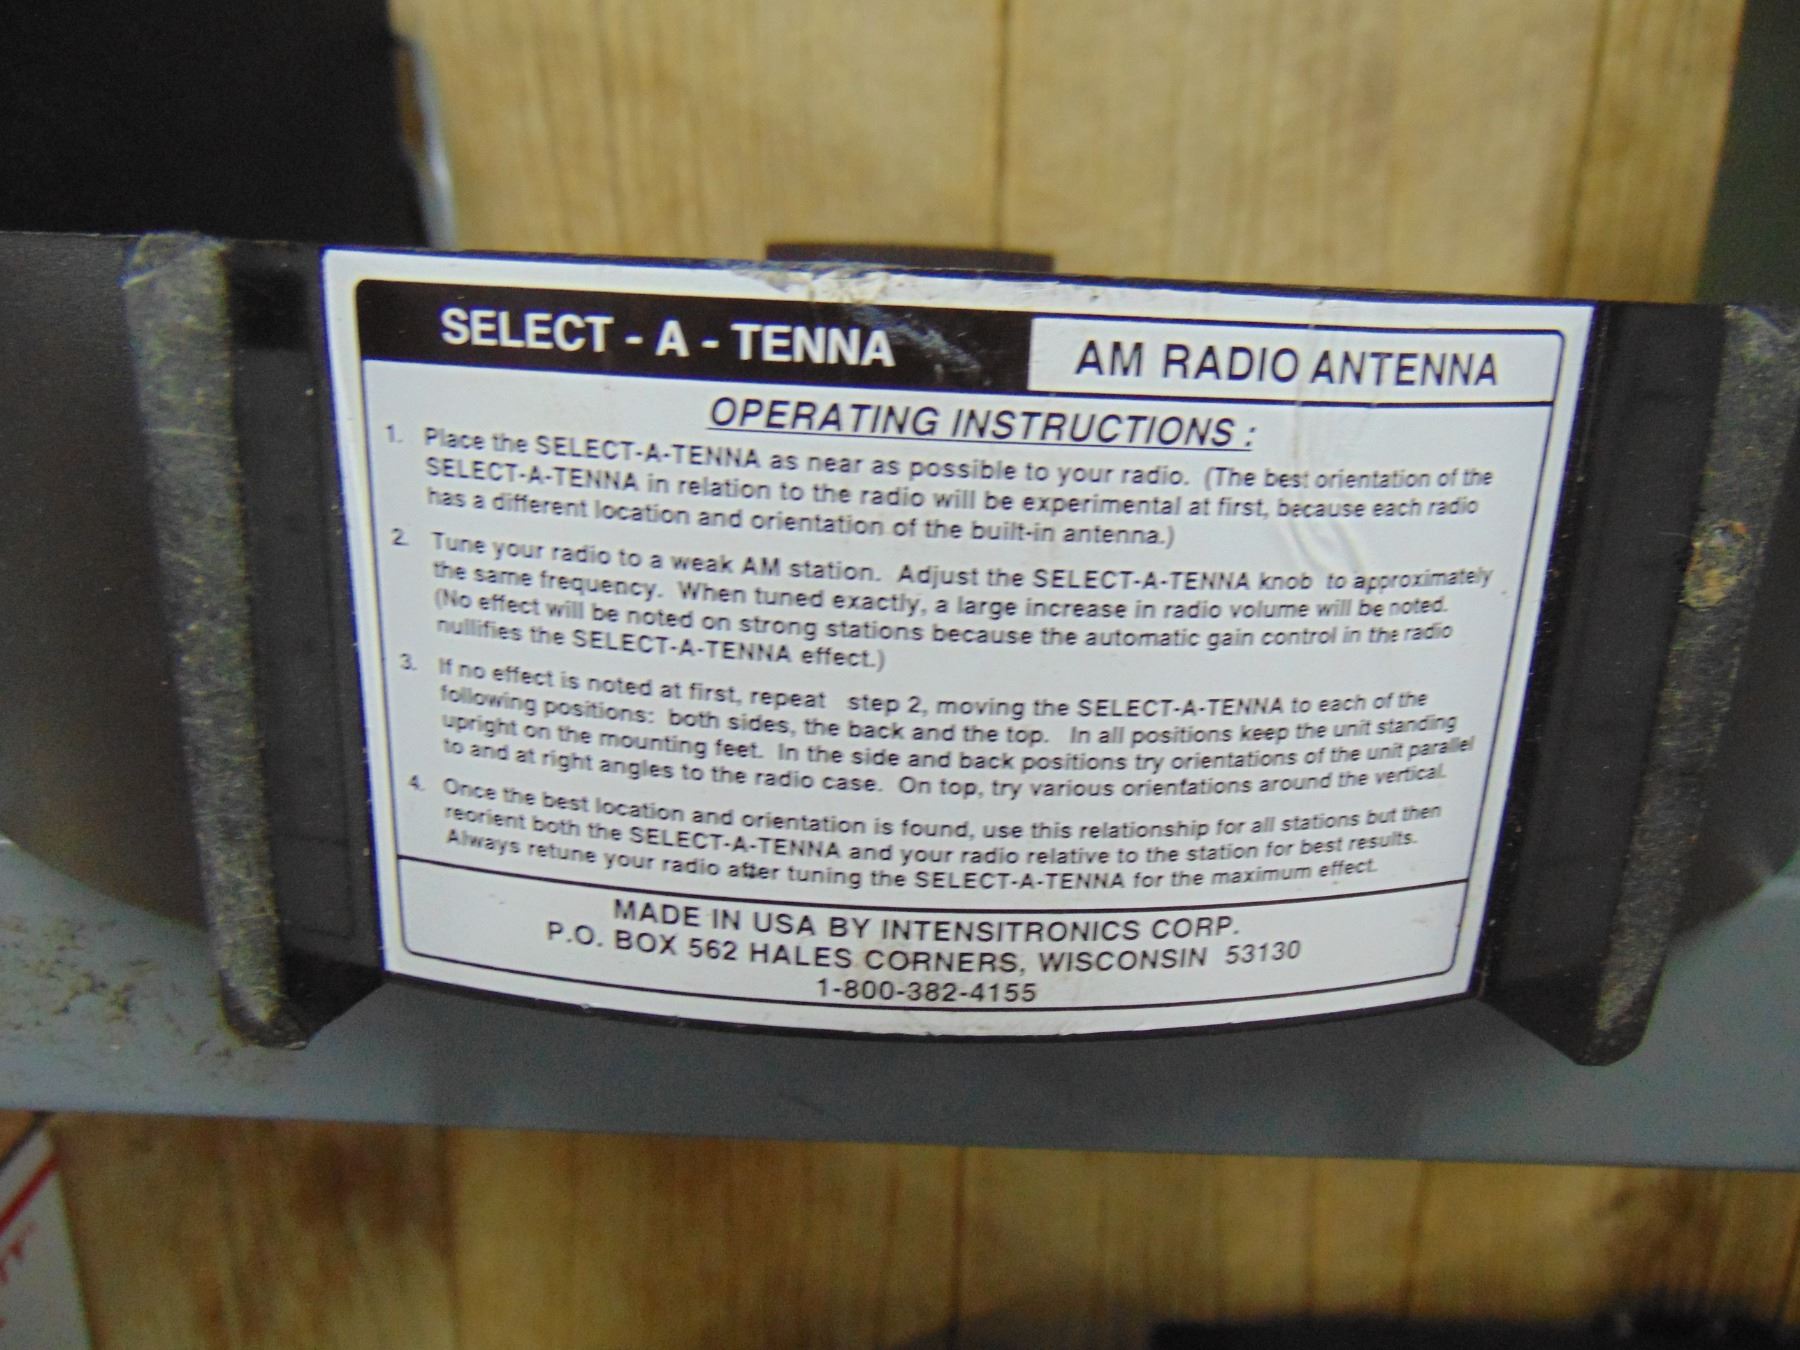 SELECT - A - TENNA
AM RADIO ANTENNA
OPERATING INSTRUCTIONS :
1. Place the SELECT-A-TENNA as near as possible to your radio. (The best orientation of the
SELECT-A-TENNA in relation to the radio will be experimental at first, because each radio
has a different location and orientation of the built-in antenna.)
2. Tune your radio to a weak AM station. Adjust the SELECT-A-TENNA knob to approximately
the same frequency. When tuned exactly, a large increase in radio volume will be noted.
(No effect will be noted on strong stations because the automatic gain control in the radio
nullifies the SELECT-A-TENNA effect.)
3. If no effect is noted at first, repeat step 2, moving the SELECT-A-TENNA to each of the
following positions: both sides, the back and the top. In all positions keep the unit standing
upright on the mounting feet. In the side and back positions try orientations of the unit parallel
to and at right angles to the radio case. On top, try various orientations around the vertical.
4. Once the best location and orientation is found, use this relationship for all stations but then
reorient both the SELECT-A-TENNA and your radio relative to the station for best results.
Always retune your radio after tuning the SELECT-A-TENNA for the maximum effect.
MADE IN USA BY INTENSITRONICS CORP.
P.O. BOX 562 HALES CORNERS, WISCONSIN 53130
1-800-382-4155